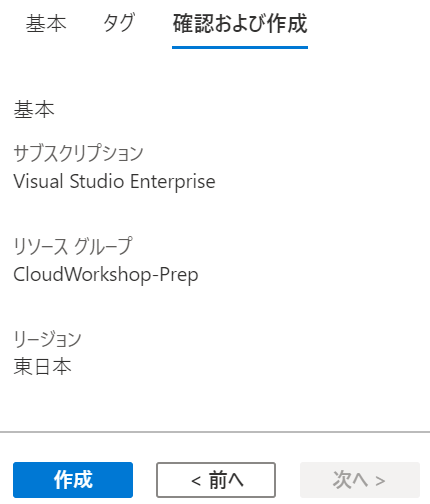 基本 タグ 確認および作成
基本
サブスクリプション
Visual Studio Enterprise
リソース グループ
CloudWorkshop-Prep
リージョン
東日本
作成 < 前へ 次へ >